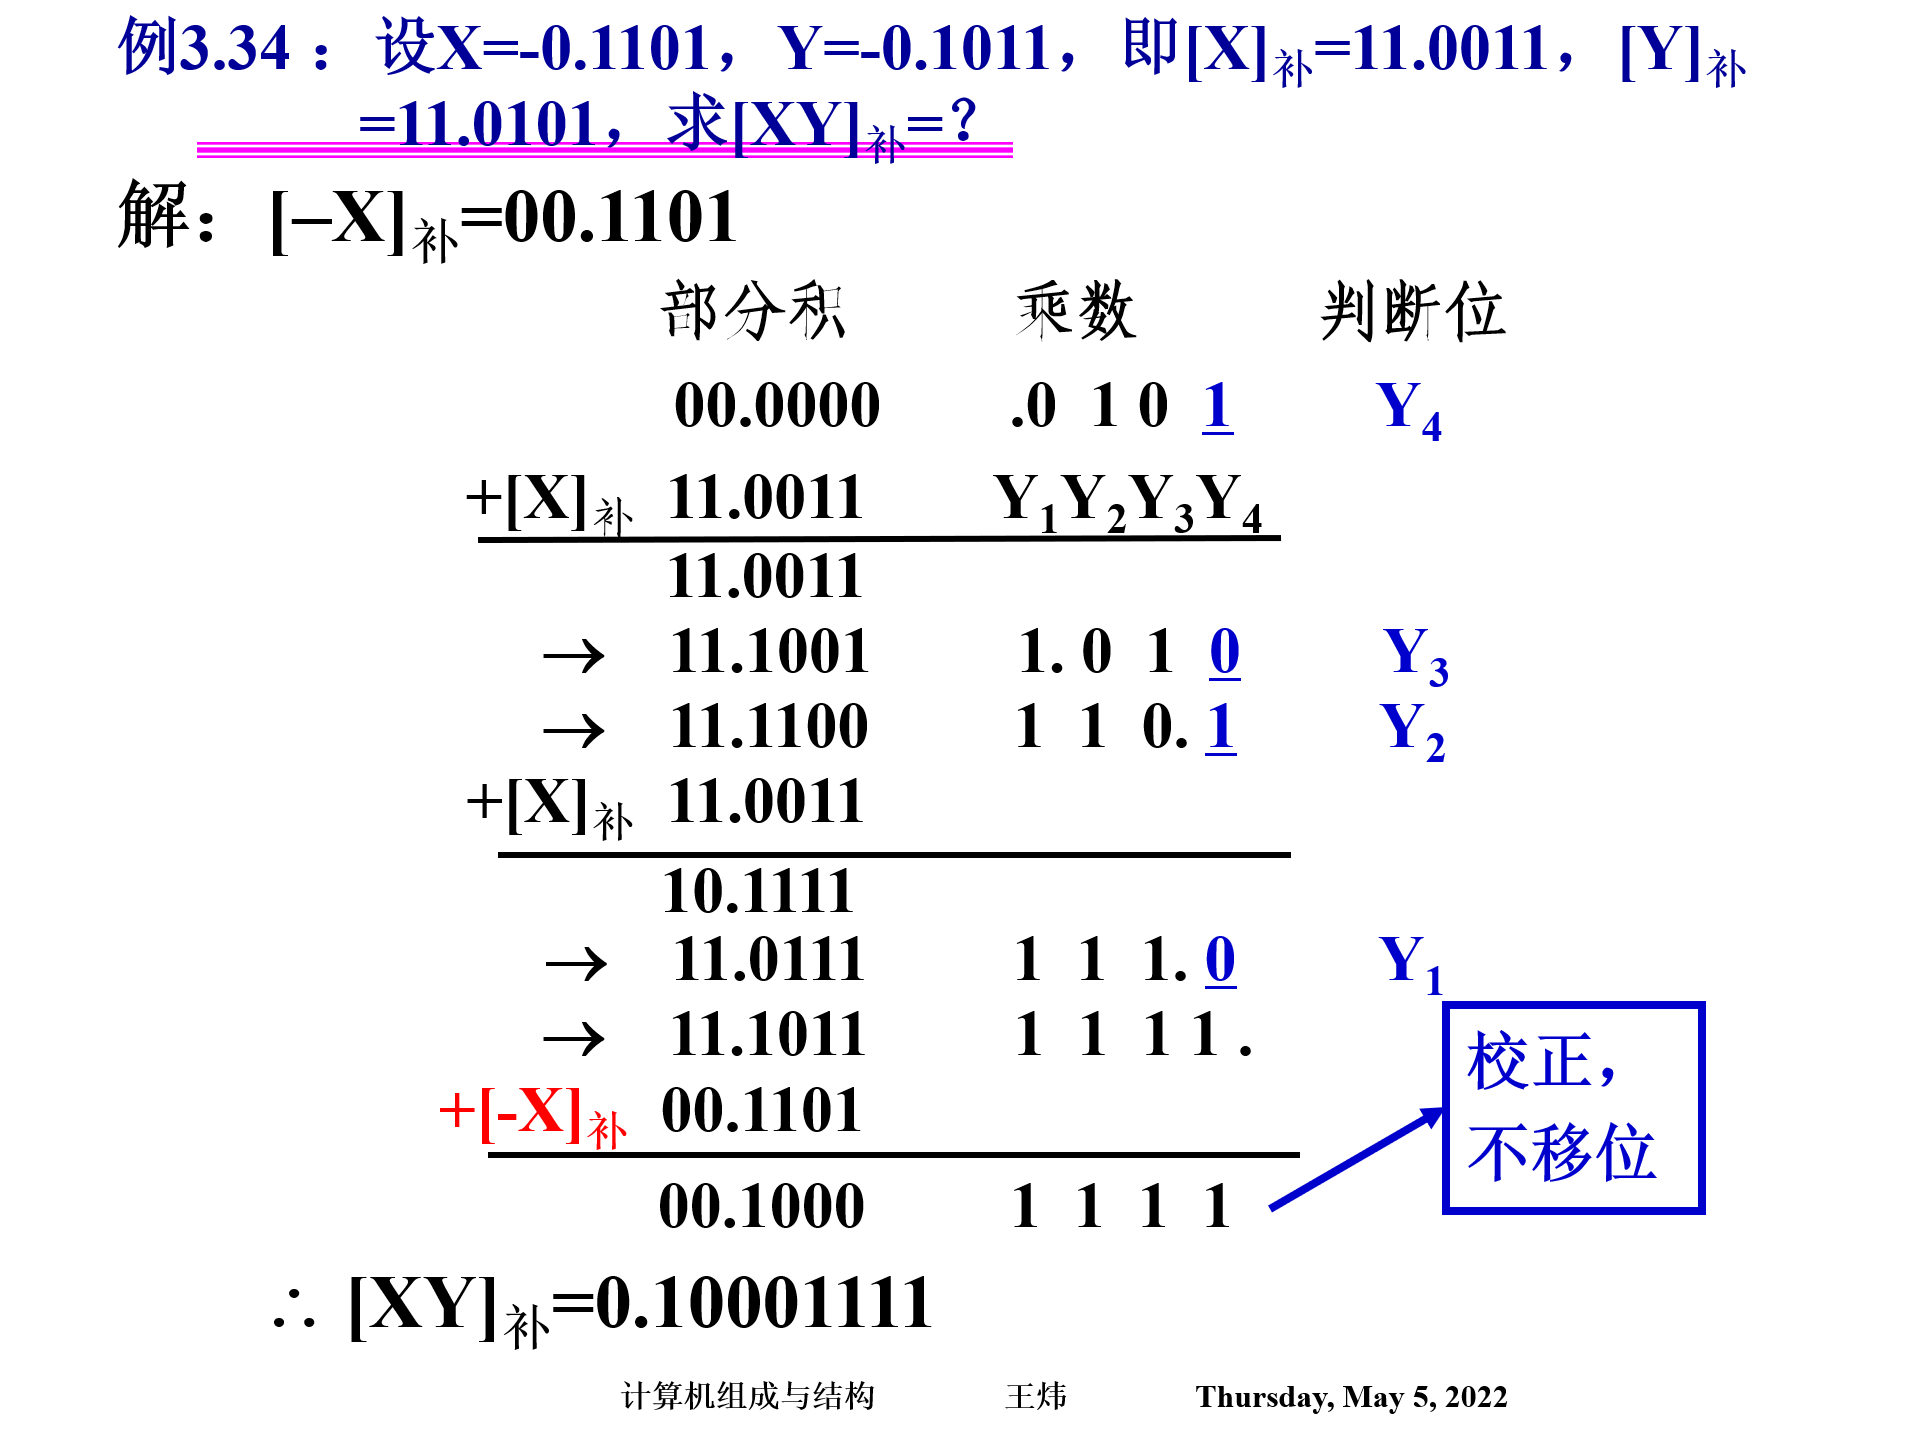 例3.34 ：设X=-0.1101，Y=-0.1011，即[X]补=11.0011，[Y]补
=11.0101，求[XY]补=？
解：[–X]补=00.1101
部分积 乘数 判断位
00.0000 .0 1 0 1 Y4
+[X]补 11.0011 Y1Y2Y3Y4
11.0011
→ 11.1001 1. 0 1 0 Y3
→ 11.1100 1 1 0. 1 Y2
+[X]补 11.0011
10.1111
→ 11.0111 1 1 1. 0 Y1
→ 11.1011 1 1 1 1 .
+[-X]补 00.1101
校正，
不移位
00.1000 1 1 1 1
∴ [XY]补=0.10001111
计算机组成与结构 王炜 Thursday, May 5, 2022